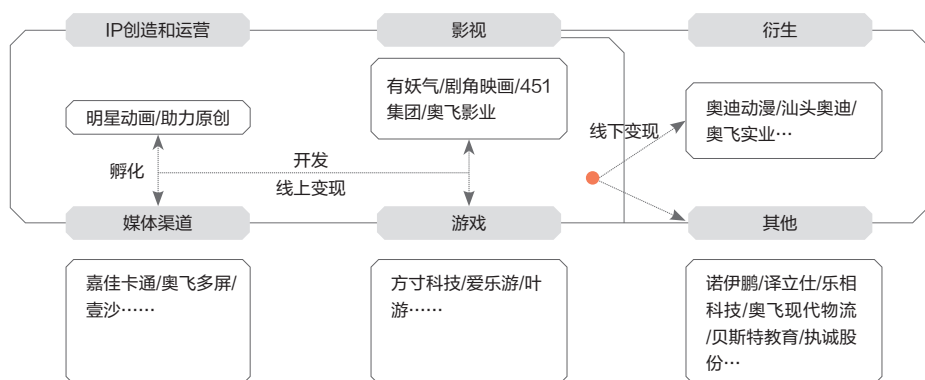 IP创造和运营
影视
衍生
明星动画/助力原创
有妖气/剧角映画/451
集团/奥飞影业
奥迪动漫/汕头奥迪/
奥飞实业…
孵化
开发
线上变现
线下变现
媒体渠道
游戏
其他
嘉佳卡通/奥飞多屏/
壹沙……
方寸科技/爱乐游/叶
游……
诺伊鹏/译立仕/乐相
科技/奥飞现代物流
/贝斯特教育/执诚股
份…